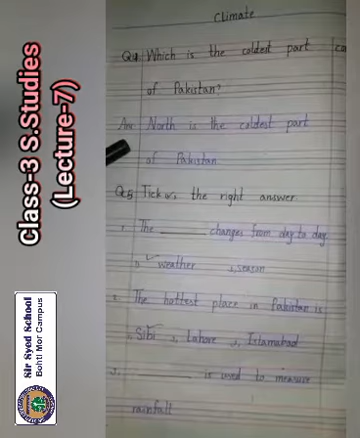 Class-3 S.Studies
(Lecture-7)
Sir Syed School
Bohti Mor Campus
Climate
Q4 Which is the coldest part
of Pakistan?
Ans North is the coldest part
of Pakistan
Q5 Tick the right answer.
1. The ______ changes from day to day
weather season
2. The hottest place in Pakistan is
Sibi Lahore Islamabad
3. ______ is used to measure
rainfall